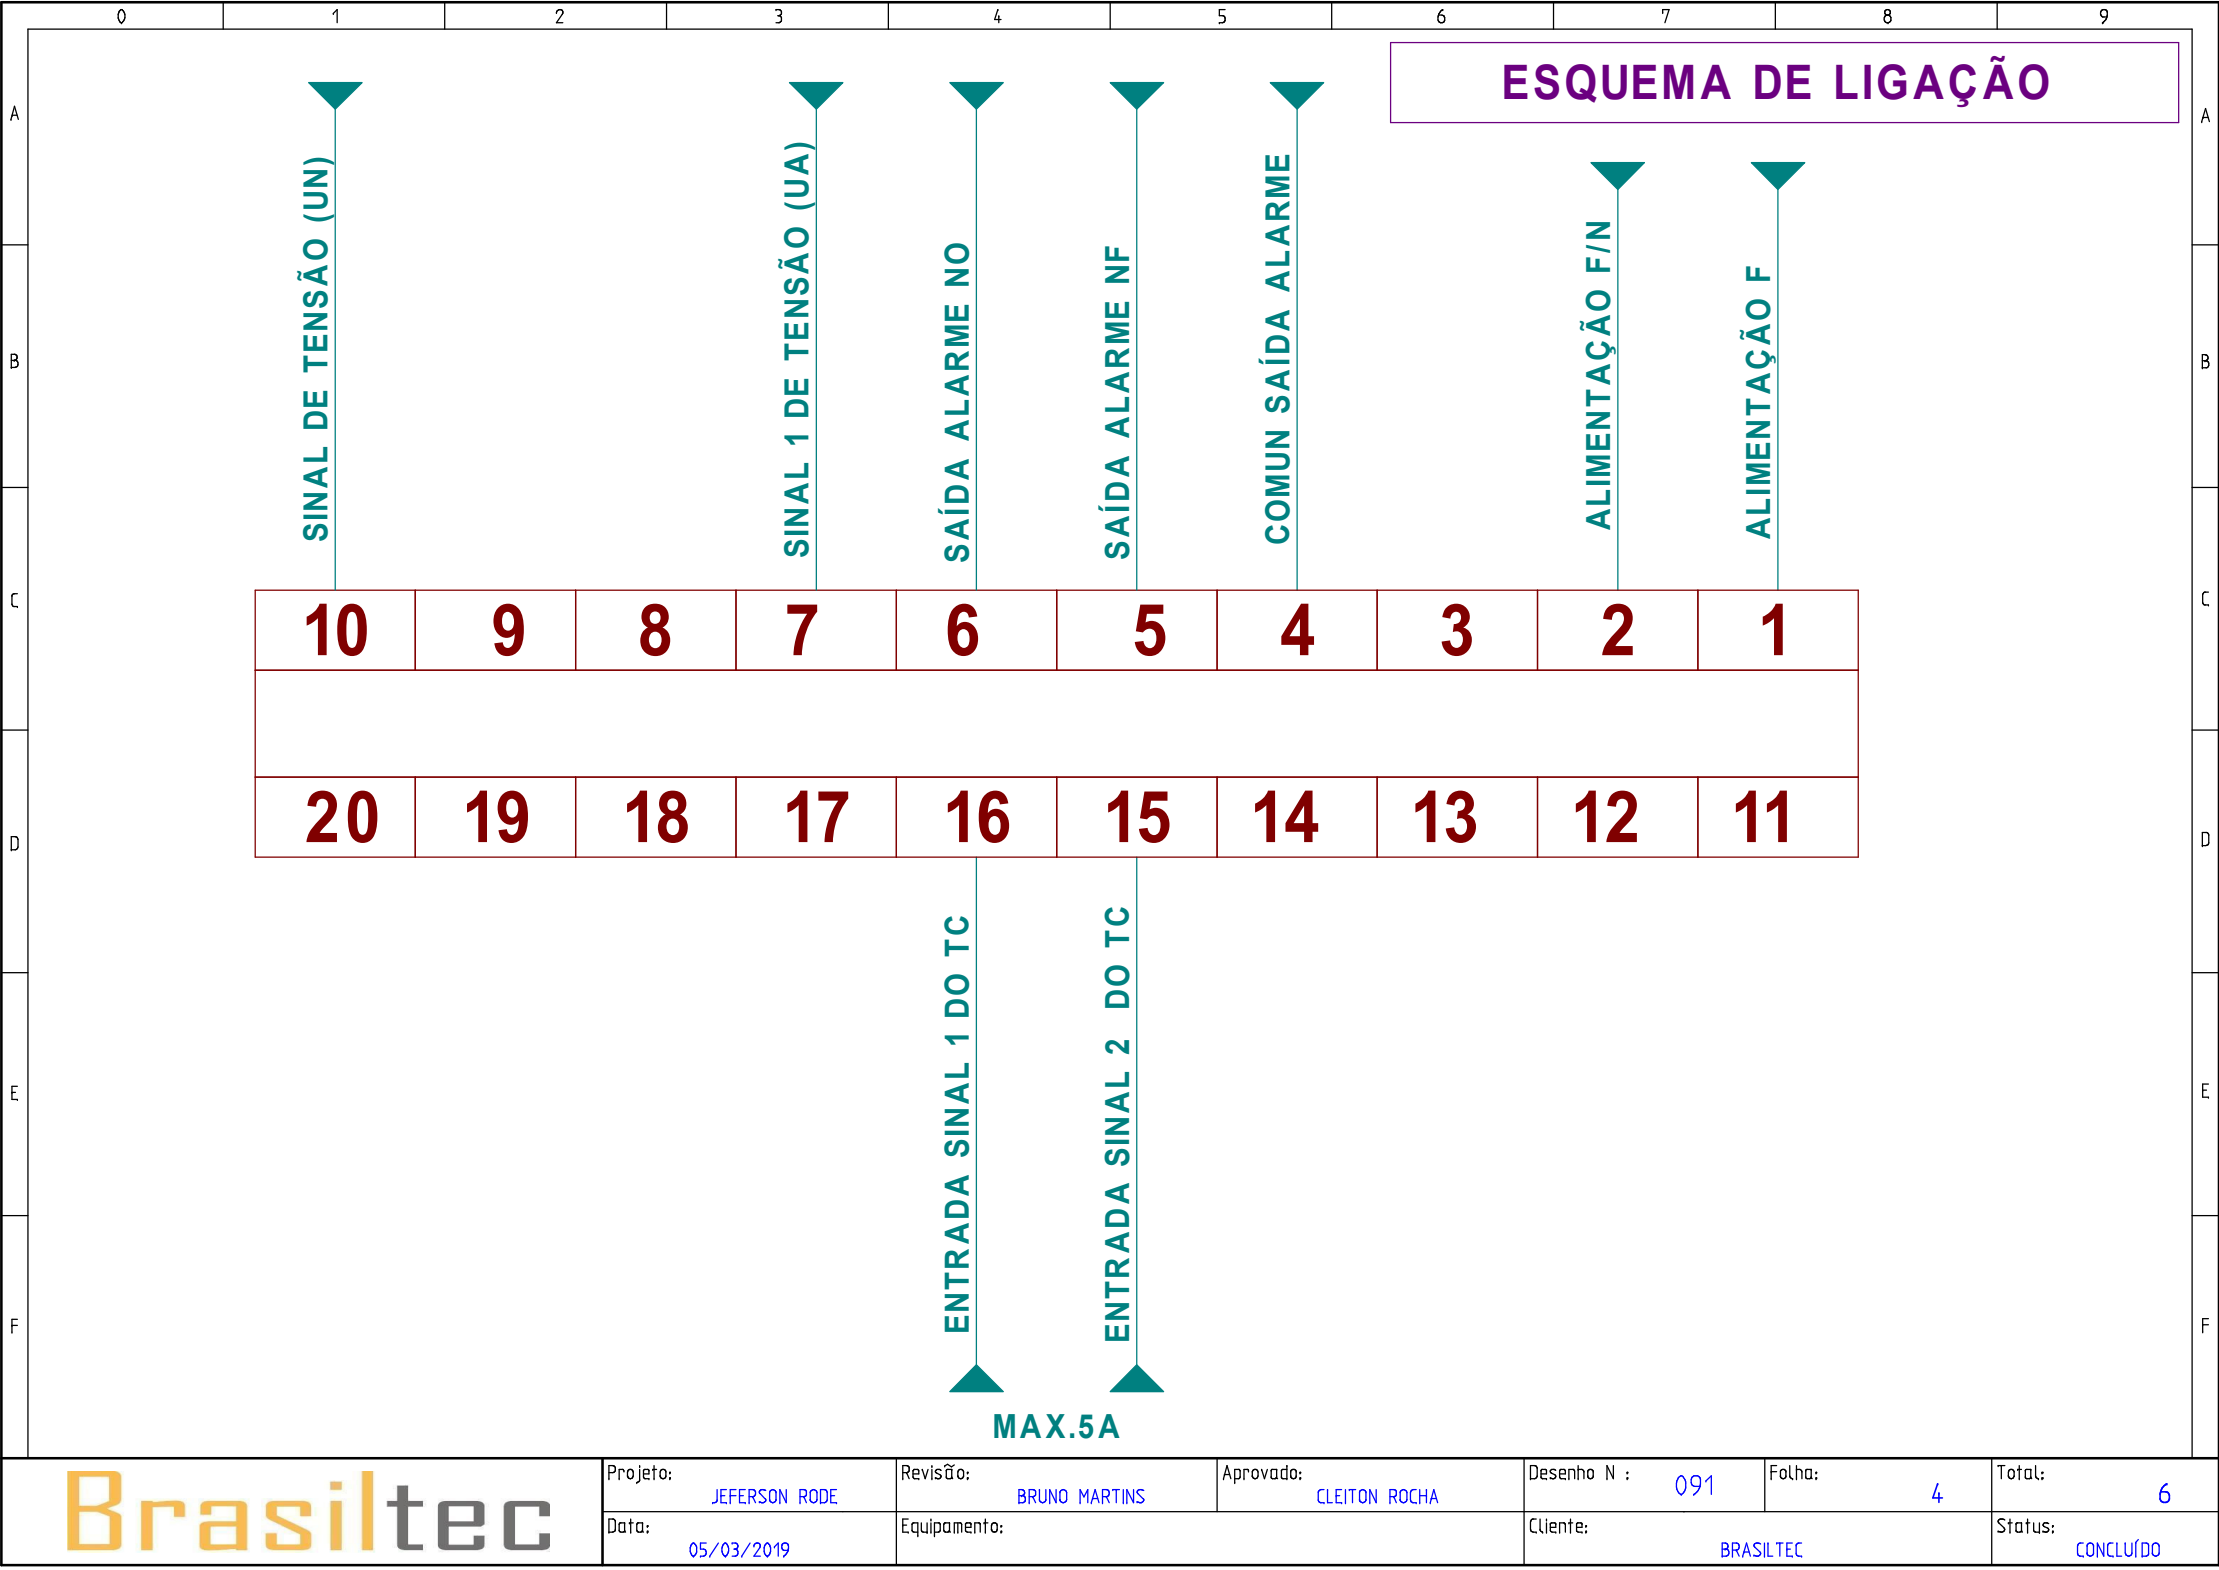 0 1 2 3 4 5 6 7 8 9
ESQUEMA DE LIGAÇÃO
A A
B B
C C
D D
E E
F F
SINAL DE TENSÃO (UN)
SINAL 1 DE TENSÃO (UA)
SAÍDA ALARME NO
SAÍDA ALARME NF
COMUN SAÍDA ALARME
ALIMENTAÇÃO F/N
ALIMENTAÇÃO F
10 9 8 7 6 5 4 3 2 1
20 19 18 17 16 15 14 13 12 11
ENTRADA SINAL 1 DO TC
ENTRADA SINAL 2 DO TC
MAX.5A
Brasiltec
Projeto:
JEFERSON RODE
Revisão:
BRUNO MARTINS
Aprovado:
CLEITON ROCHA
Desenho N :
091
Folha:
4
Total:
6
Data:
05/03/2019
Equipamento:
Cliente:
BRASILTEC
Status:
CONCLUÍDO